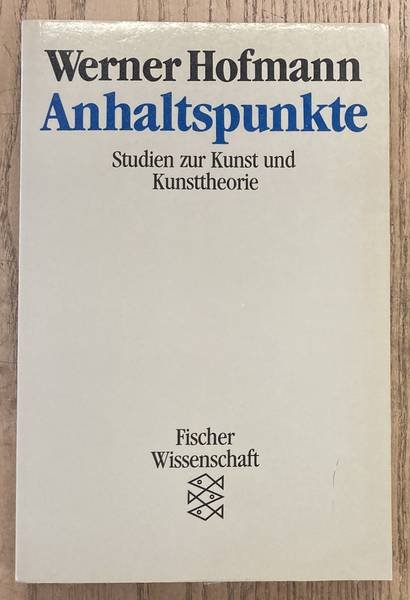 Werner Hofmann
Anhaltspunkte
Studien zur Kunst und
Kunsttheorie
Fischer
Wissenschaft